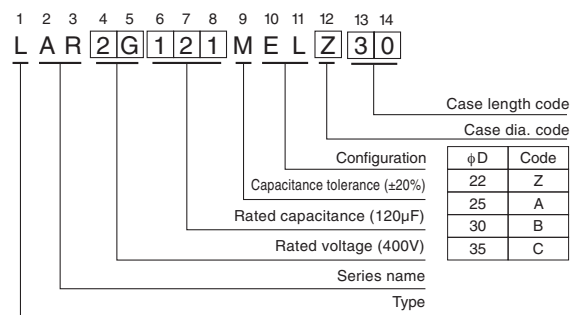 1 2 3 4 5 6 7 8 9 10 11 12 13 14
L A R 2 G 1 2 1 M E L Z 3 0
Case length code
Case dia. code
Configuration
Capacitance tolerance (±20%)
Rated capacitance (120μF)
Rated voltage (400V)
Series name
Type
φD Code
22 Z
25 A
30 B
35 C